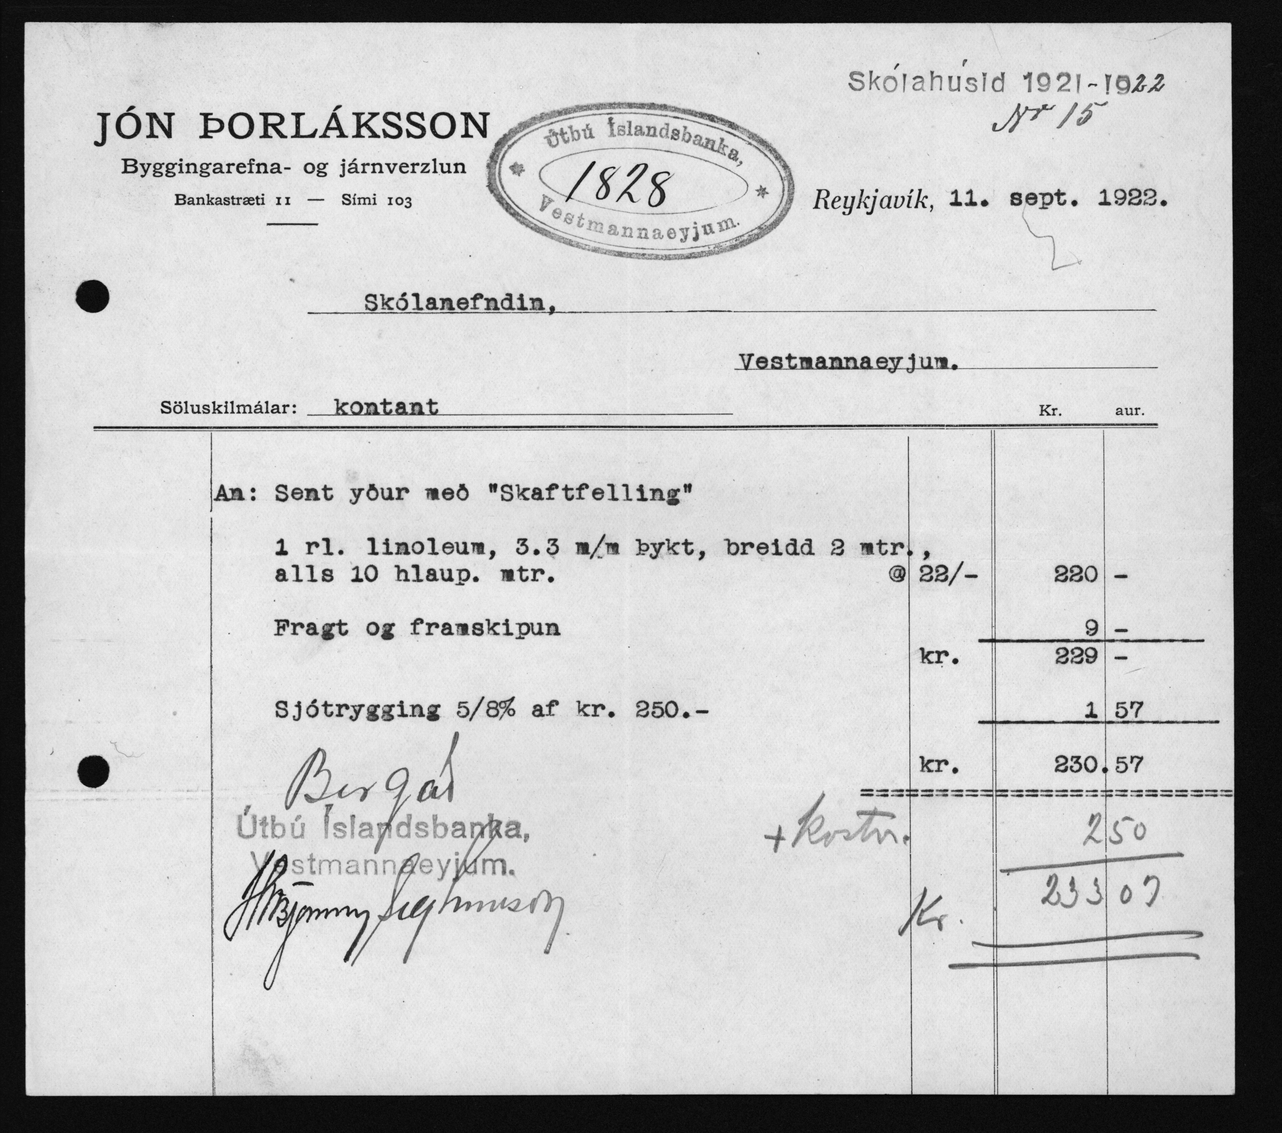 Skólahúsid 1921-1922
Nr 15
JÓN ÞORLÁKSSON
Byggingarefna- og járnverzlun
Bankastræti 11 — Sími 103
Útbú Íslandsbanka,
1828
Vestmannaeyjum.
Reykjavík, 11. sept. 1922.
Skólanefndin,
Vestmannaeyjum.
Söluskilmálar: kontant
Kr. aur.
An: Sent yður með "Skaftfelling"
1 rl. linoleum, 3.3 m/m þykt, breidd 2 mtr.,
alls 10 hlaup. mtr. @ 22/- 220 -
Fragt og framskipun 9 -
kr. 229 -
Sjótrygging 5/8% af kr. 250.- 1 57
kr. 230.57
Útbú Íslandsbanka,
+ Kostn. 2 50
Vestmannaeyjum.
Kr. 233 07